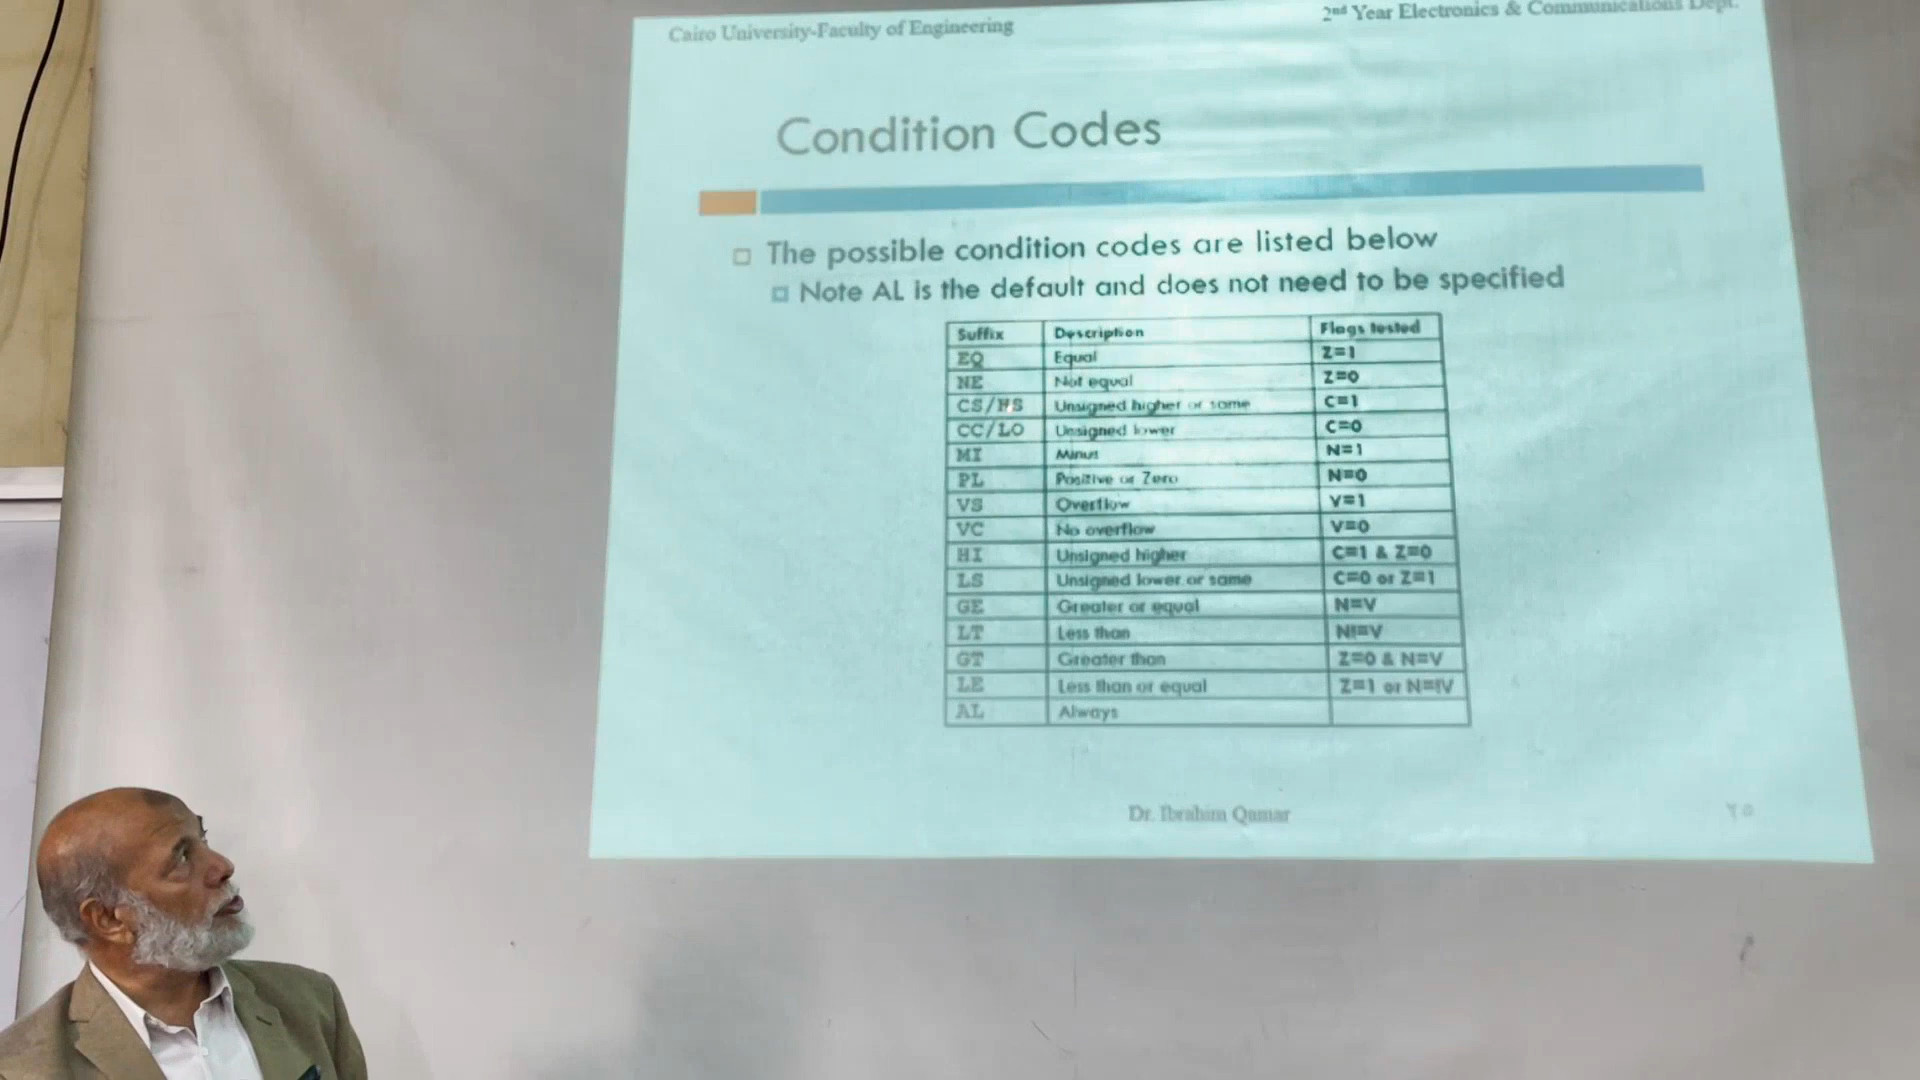 Cairo University-Faculty of Engineering
2nd Year Electronics & Communications Dept.
Condition Codes
The possible condition codes are listed below
Note AL is the default and does not need to be specified
Suffix Description Flags tested
EQ Equal Z=1
NE Not equal Z=0
CS/HS Unsigned higher or same C=1
CC/LO Unsigned lower C=0
MI Minus N=1
PL Positive or Zero N=0
VS Overflow V=1
VC No overflow V=0
HI Unsigned higher C=1 & Z=0
LS Unsigned lower or same C=0 or Z=1
GE Greater or equal N=V
LT Less than N!=V
GT Greater than Z=0 & N=V
LE Less than or equal Z=1 or N=!V
AL Always
Dr. Ibrahim Qamar
٢٥